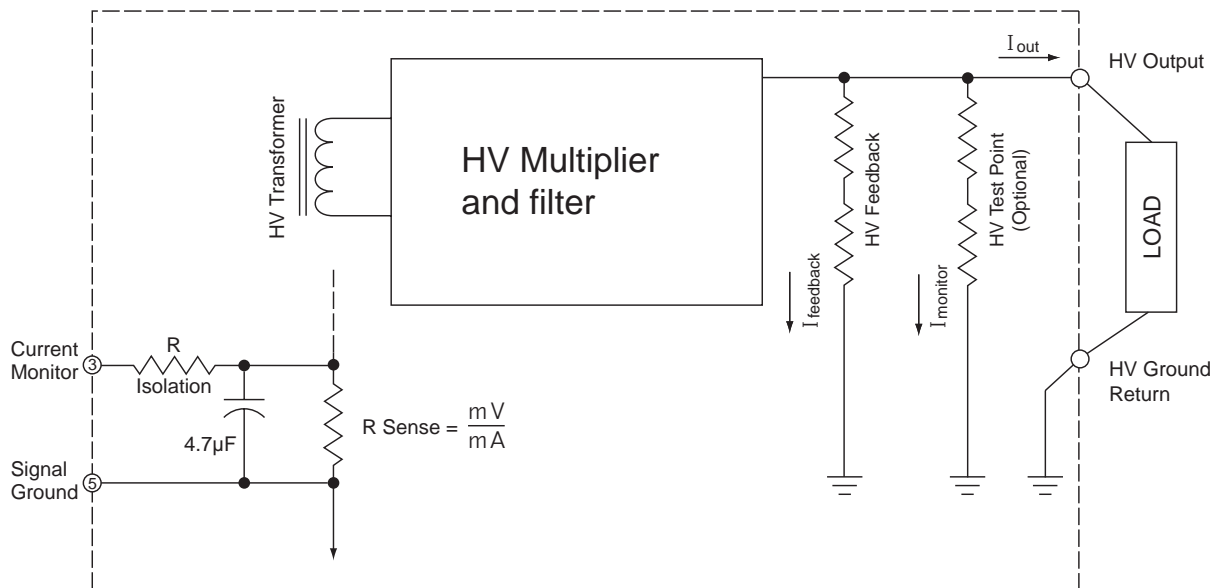 I out
HV Output
HV Transformer
HV Multiplier
and filter
HV Feedback
HV Test Point
(Optional)
LOAD
I feedback
I monitor
Current
Monitor
3
R
Isolation
4.7µF
R Sense = mV
mA
HV Ground
Return
Signal
Ground
5